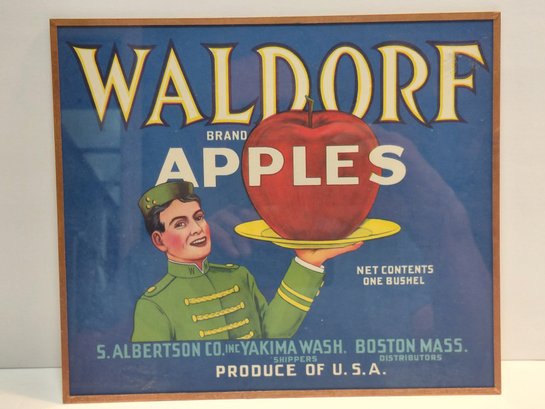 WALDORF
BRAND
APPLES
W
NET CONTENTS
ONE BUSHEL
S. ALBERTSON CO. INC YAKIMA WASH. BOSTON MASS.
SHIPPERS DISTRIBUTORS
PRODUCE OF U.S.A.